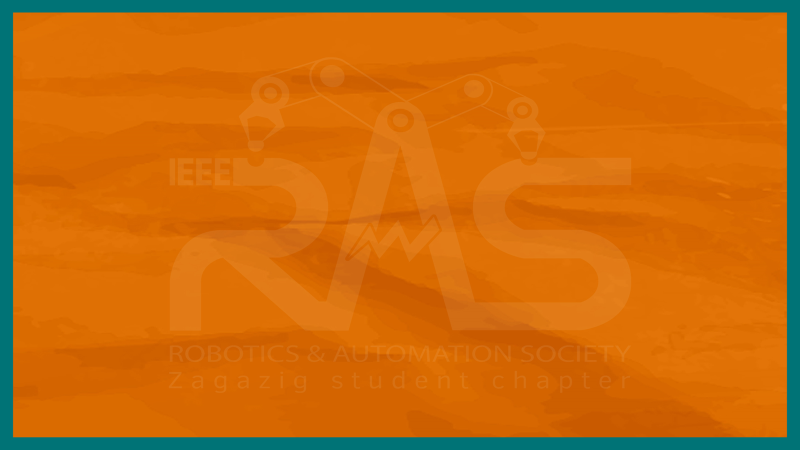 IEEE
RAS
ROBOTICS & AUTOMATION SOCIETY
Zagazig student chapter